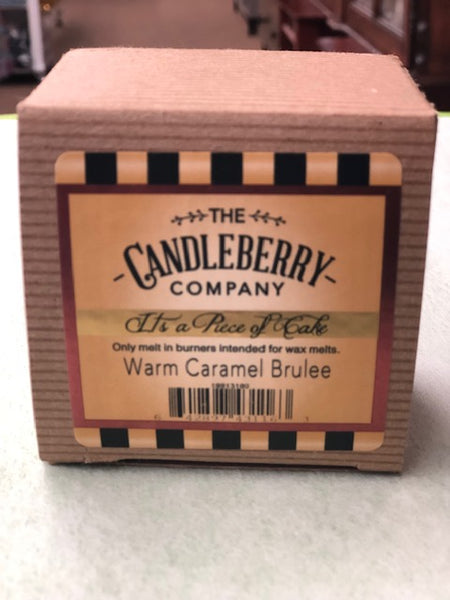 THE
CANDLEBERRY
COMPANY
It's a Piece of Cake
Only melt in burners intended for wax melts.
Warm Caramel Brulee